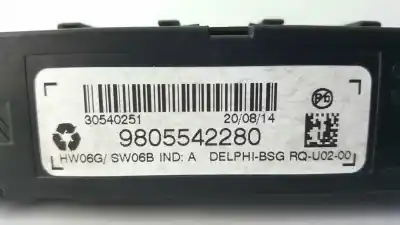 30540251 20/08/14
9805542280
HW06G/ SW06B IND: A DELPHI-BSG RQ-U02-00